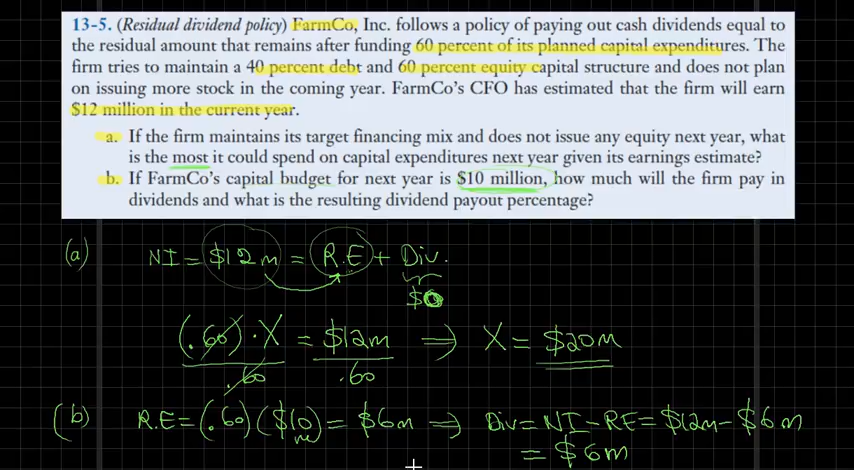 13-5. (Residual dividend policy) FarmCo, Inc. follows a policy of paying out cash dividends equal to
the residual amount that remains after funding 60 percent of its planned capital expenditures. The
firm tries to maintain a 40 percent debt and 60 percent equity capital structure and does not plan
on issuing more stock in the coming year. FarmCo's CFO has estimated that the firm will earn
$12 million in the current year.
a. If the firm maintains its target financing mix and does not issue any equity next year, what
is the most it could spend on capital expenditures next year given its earnings estimate?
b. If FarmCo's capital budget for next year is $10 million, how much will the firm pay in
dividends and what is the resulting dividend payout percentage?
(a) NI = $12m = R.E + Div.
$0
(.60) · X = $12m ⟹ X = $20m
.60 .60
(b) R.E = (.60) ($10m) = $6m ⟹ Div = NI - RE = $12m - $6m
= $6m